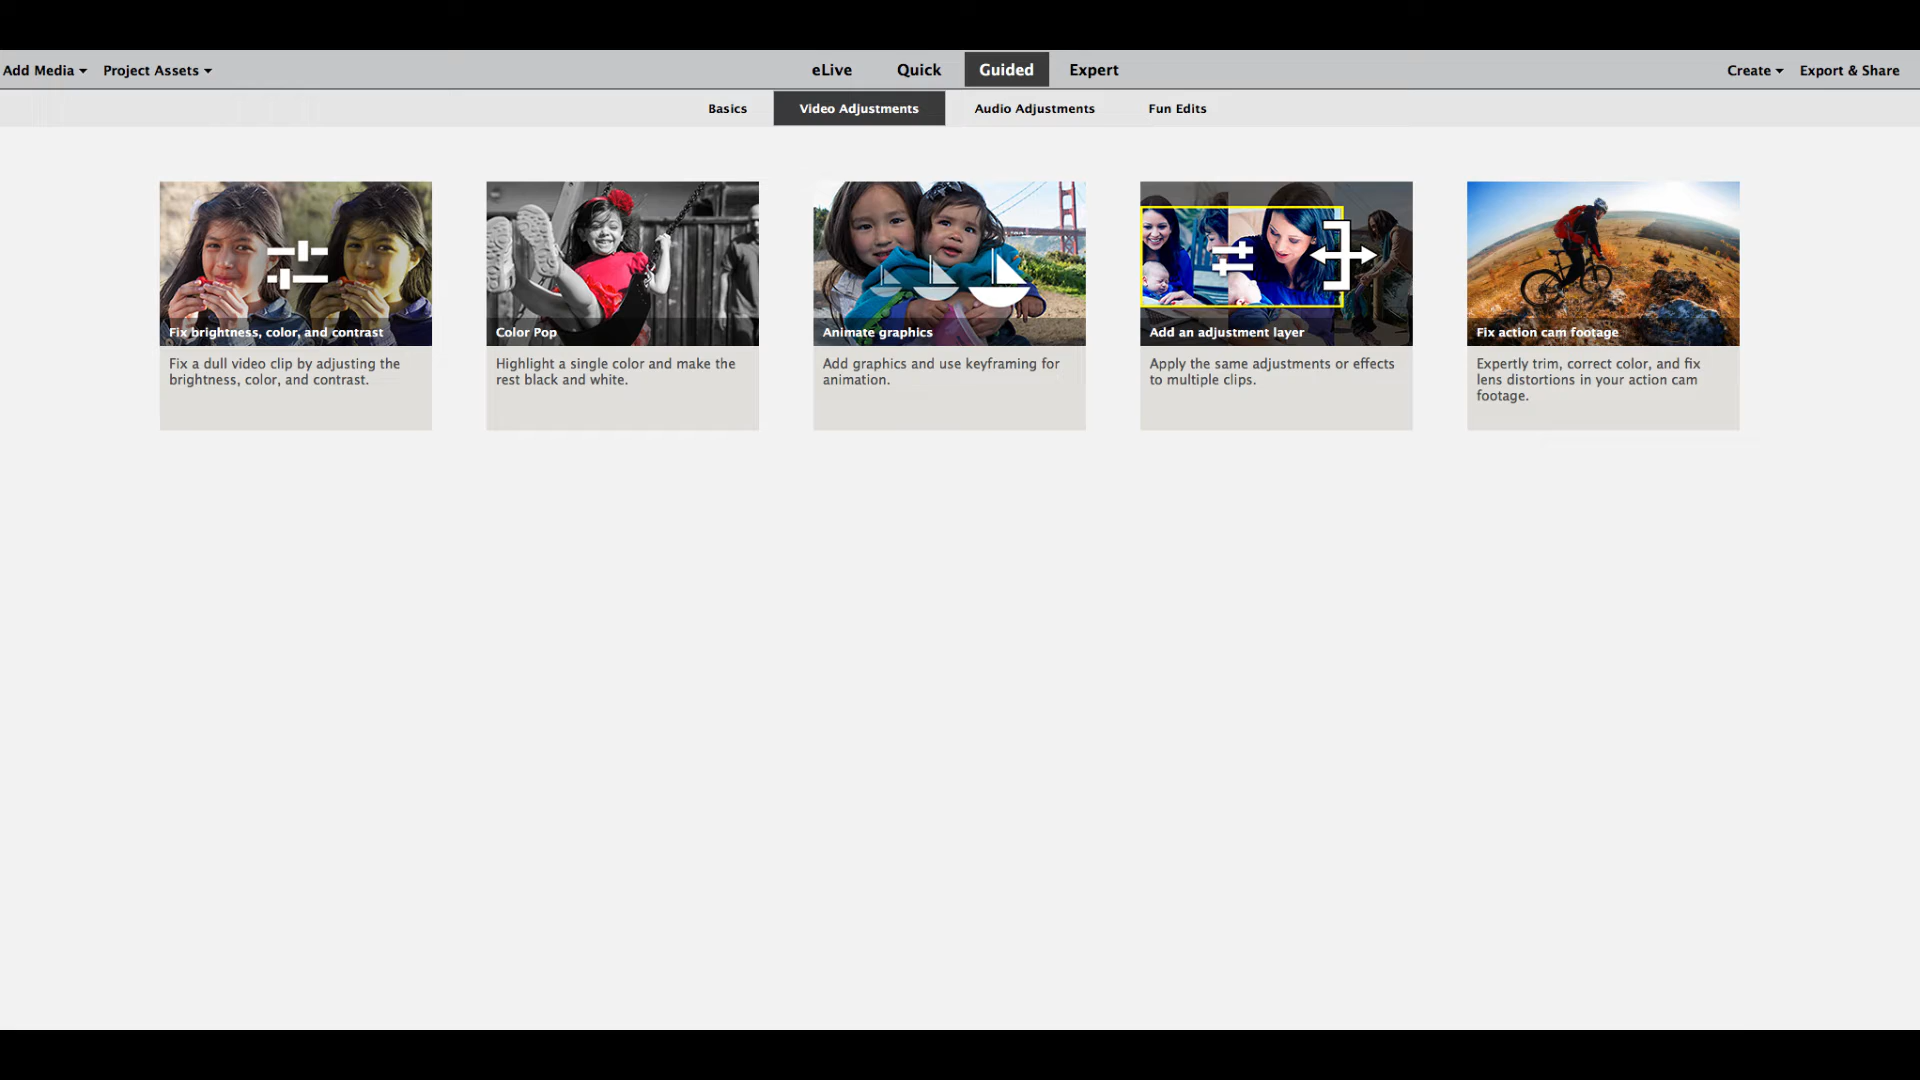 Add Media Project Assets eLive Quick Guided Expert Create Export & Share
Basics Video Adjustments Audio Adjustments Fun Edits
Fix brightness, color, and contrast
Fix a dull video clip by adjusting the
brightness, color, and contrast.
Color Pop
Highlight a single color and make the
rest black and white.
Animate graphics
Add graphics and use keyframing for
animation.
Add an adjustment layer
Apply the same adjustments or effects
to multiple clips.
Fix action cam footage
Expertly trim, correct color, and fix
lens distortions in your action cam
footage.